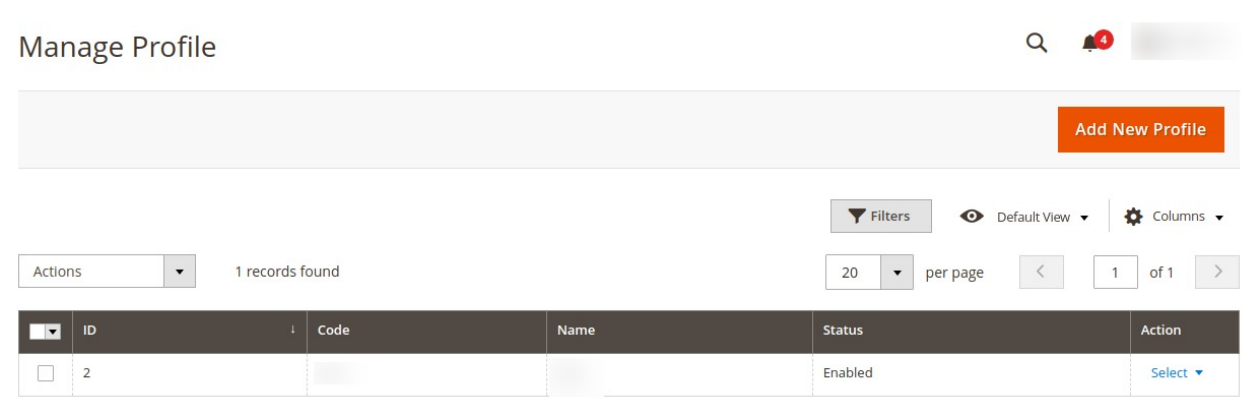 Manage Profile
4
Add New Profile
Filters Default View Columns
Actions 1 records found 20 per page 1 of 1
ID ↓ Code Name Status Action
2 Enabled Select